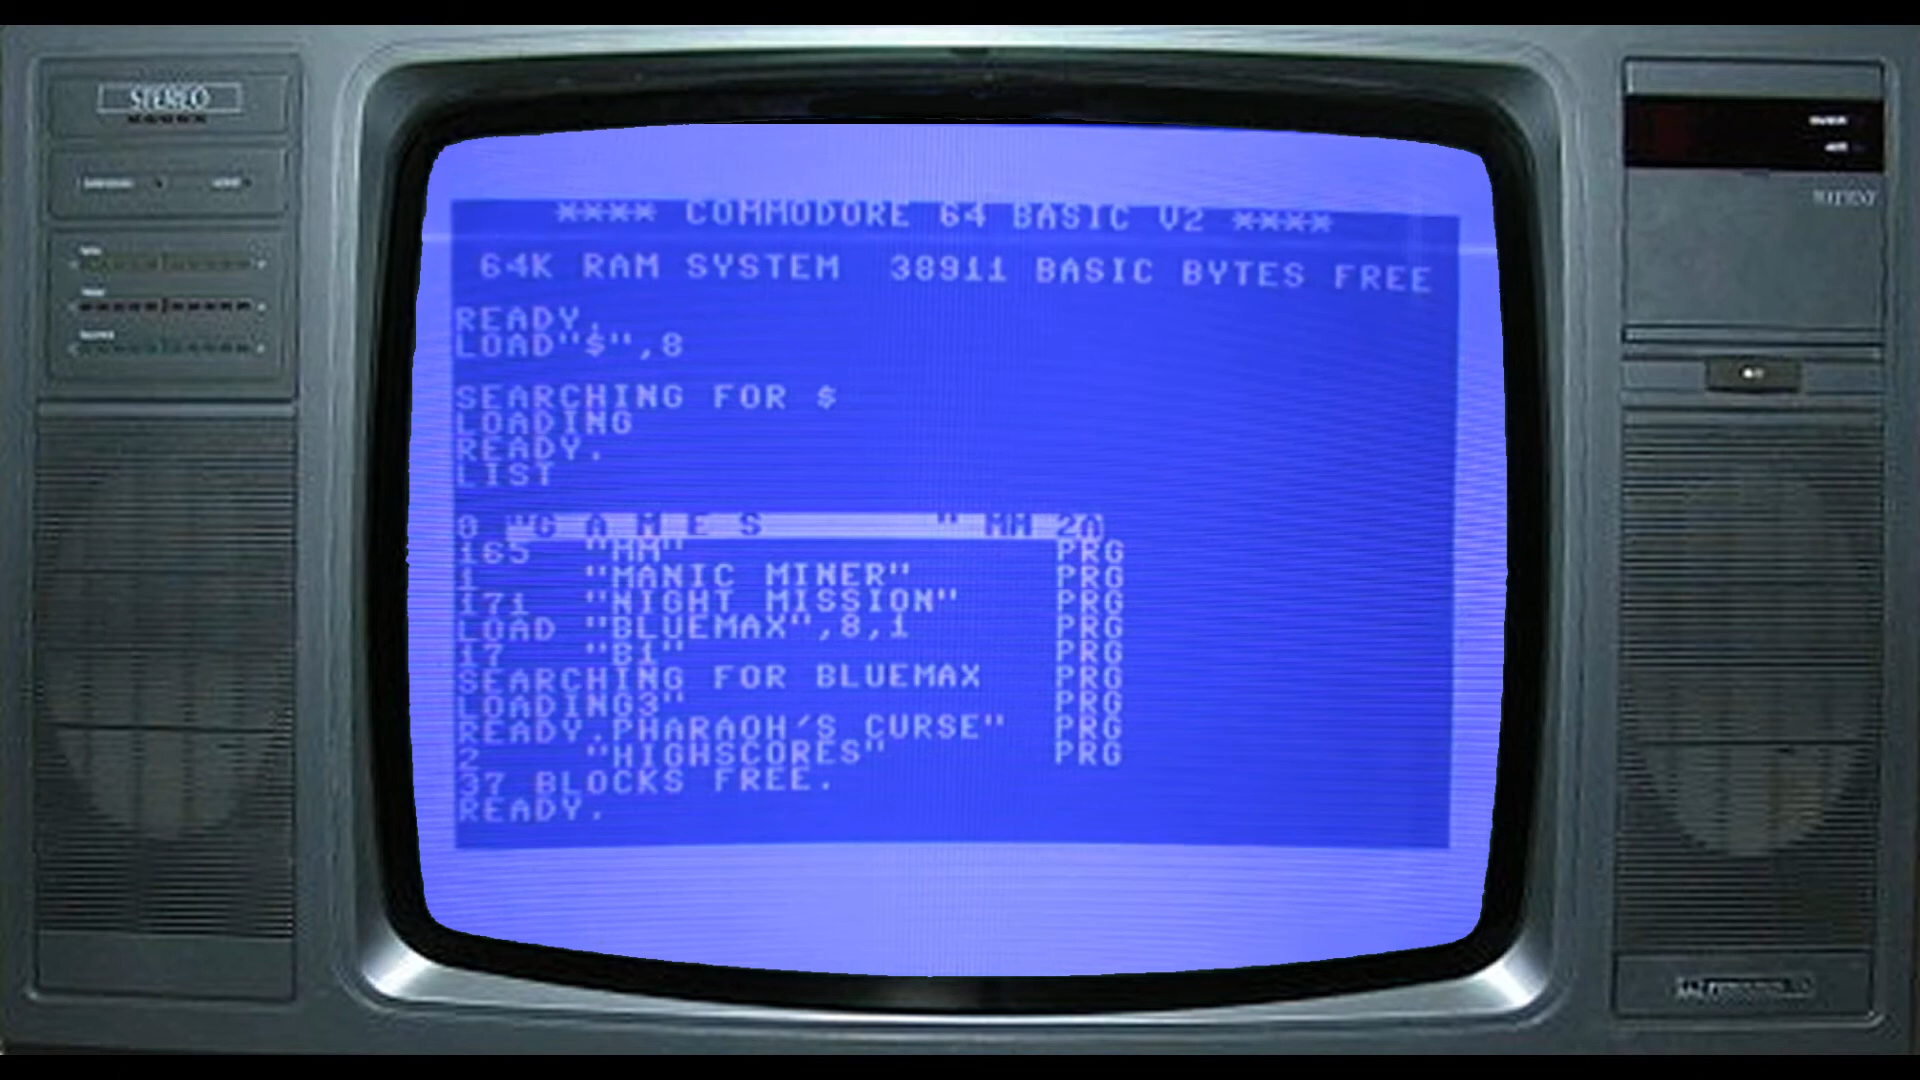 STEREO
**** COMMODORE 64 BASIC V2 ****
64K RAM SYSTEM 38911 BASIC BYTES FREE
READY.
LOAD"$",8
SEARCHING FOR $
LOADING
READY.
LIST
0 "G A M E S " MM 2A
165 "MM" PRG
1 "MANIC MINER" PRG
171 "NIGHT MISSION" PRG
LOAD "BLUEMAX",8,1 PRG
17 "B1" PRG
SEARCHING FOR BLUEMAX PRG
LOADING3" PRG
READY.PHARAOH'S CURSE" PRG
2 "HIGHSCORES" PRG
37 BLOCKS FREE.
READY.